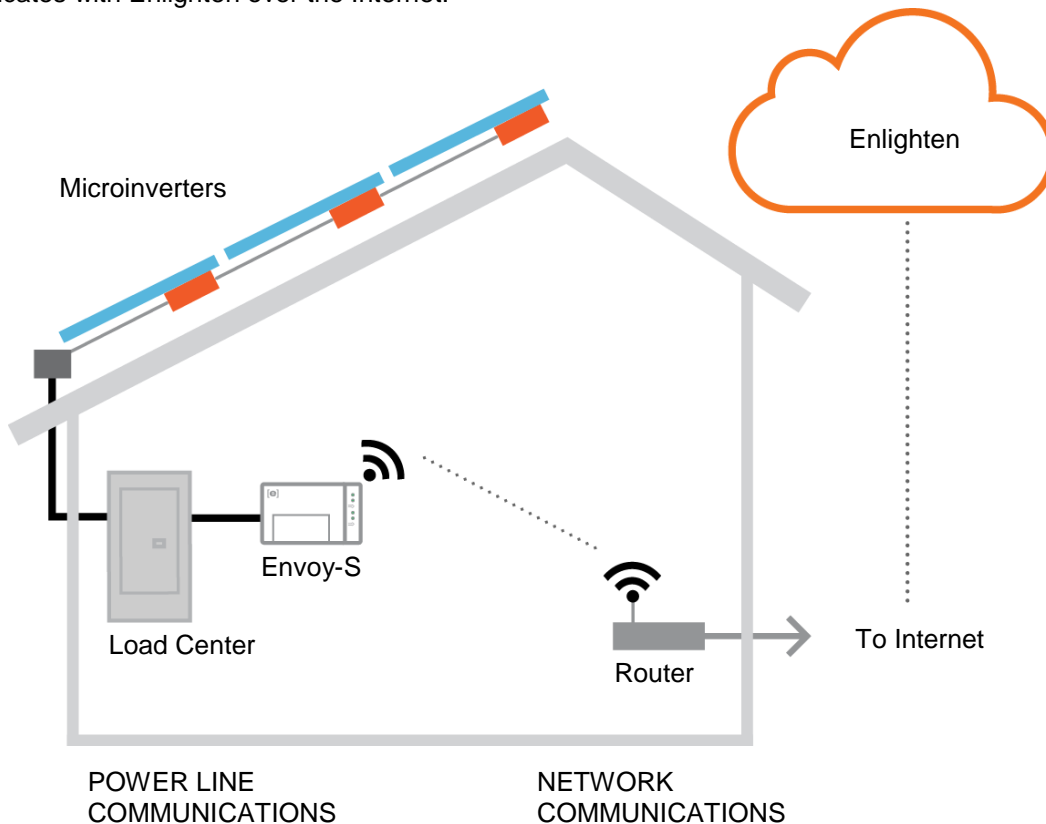 Enlighten
Microinverters
[e]
Envoy-S
Load Center
To Internet
Router
POWER LINE
COMMUNICATIONS
NETWORK
COMMUNICATIONS